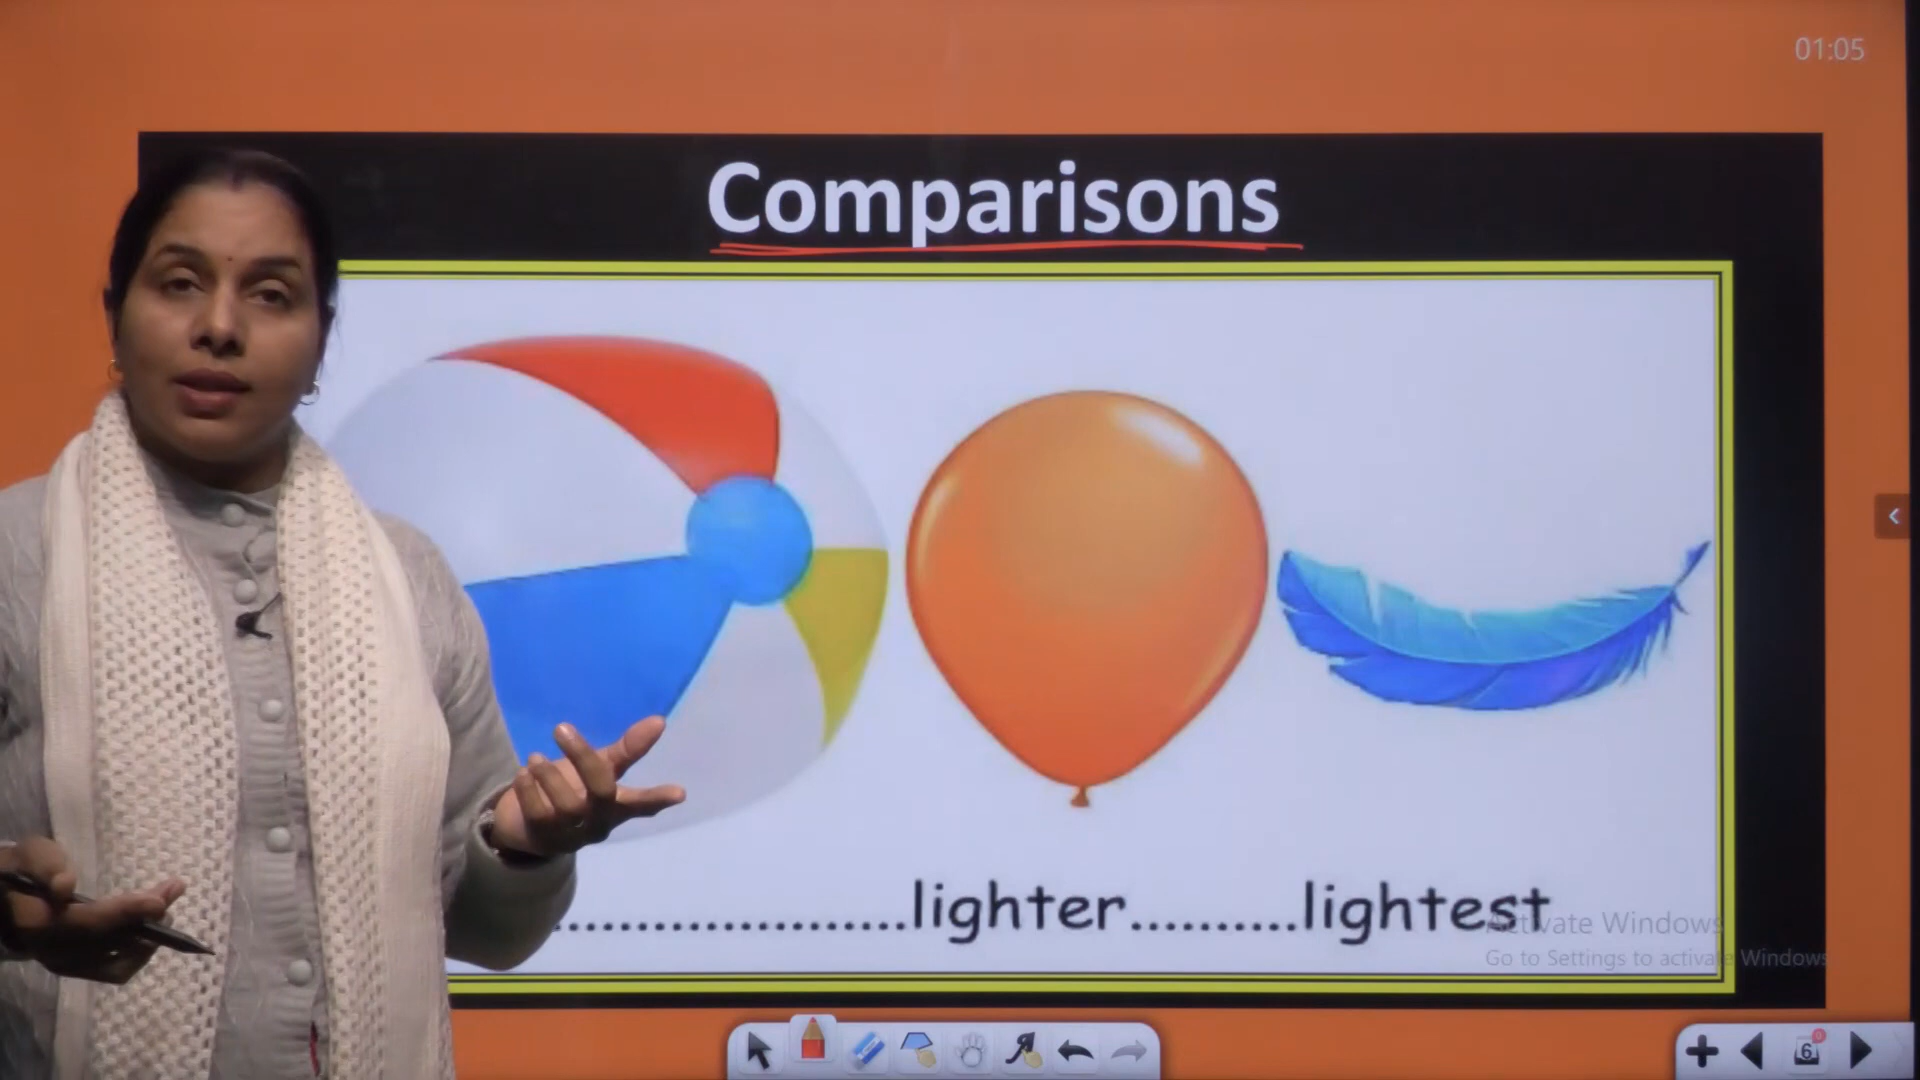 01:05
Comparisons
.....................lighter..........lightest
Activate Windows
Go to Settings to activate Windows
6